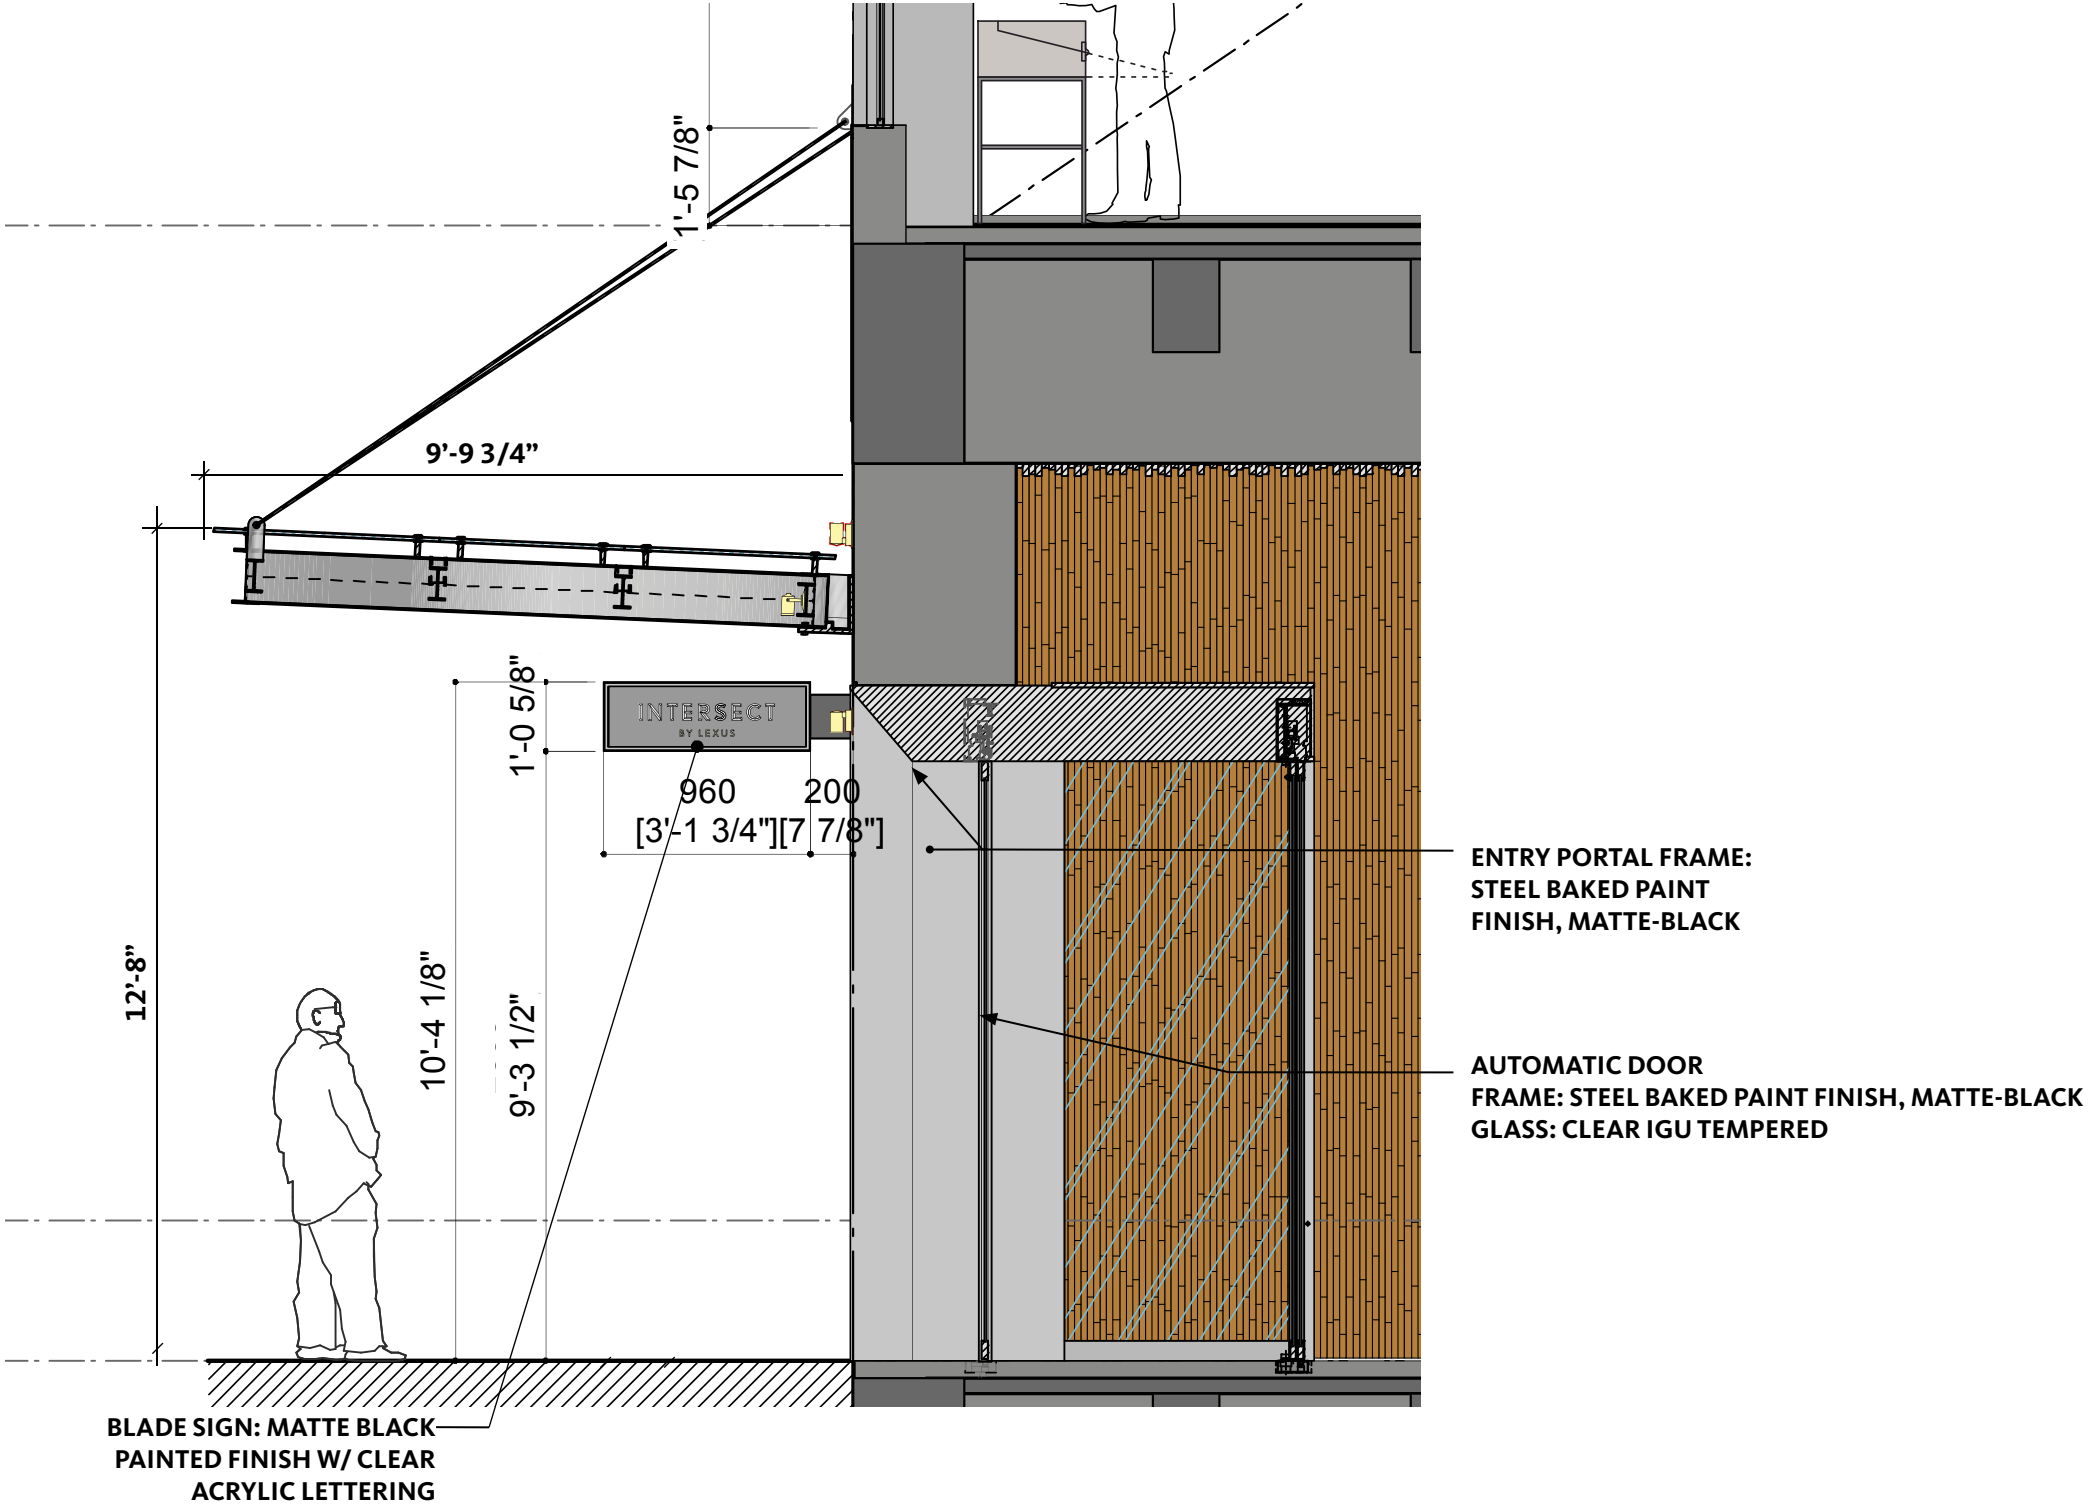 1'-5 7/8"
9'-9 3/4”
1'-0 5/8"
INTERSECT
BY LEXUS
960
[3'-1 3/4"]
200
[7 7/8"]
12’-8”
10'-4 1/8"
9'-3 1/2"
ENTRY PORTAL FRAME:
STEEL BAKED PAINT
FINISH, MATTE-BLACK
AUTOMATIC DOOR
FRAME: STEEL BAKED PAINT FINISH, MATTE-BLACK
GLASS: CLEAR IGU TEMPERED
BLADE SIGN: MATTE BLACK
PAINTED FINISH W/ CLEAR
ACRYLIC LETTERING